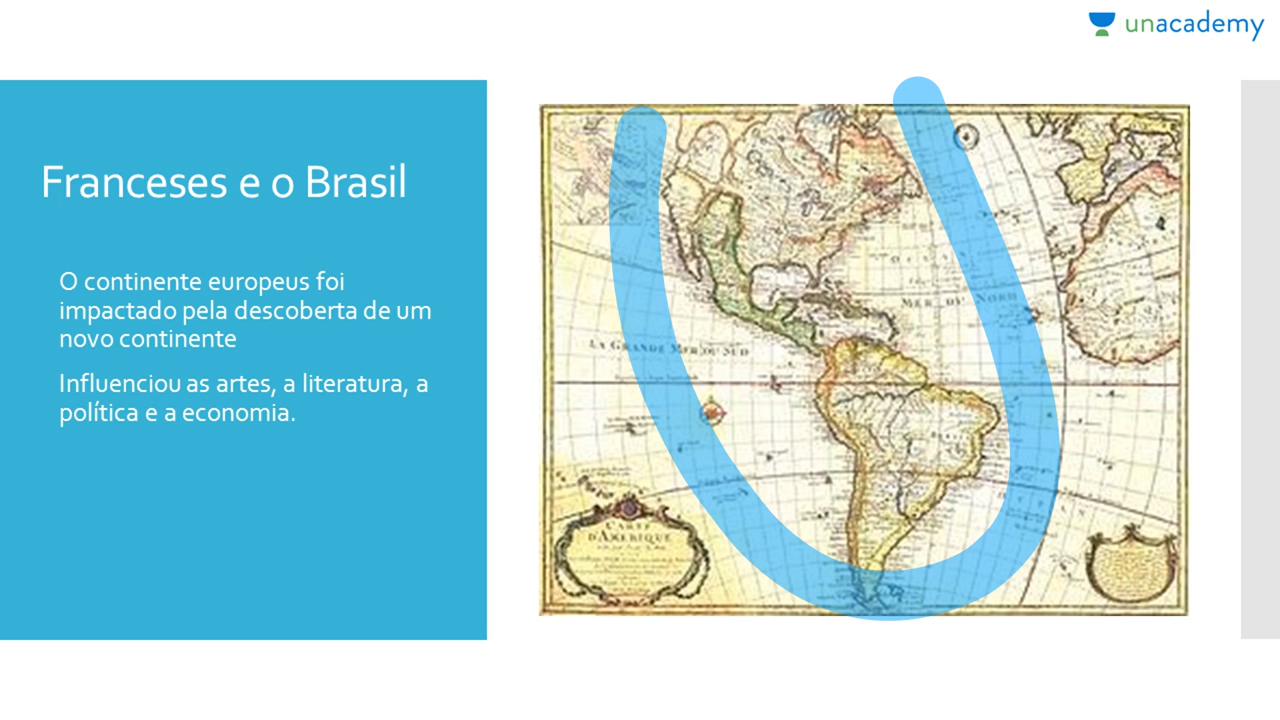 unacademy
Franceses e o Brasil
O continente europeus foi
impactado pela descoberta de um
novo continente
Influenciou as artes, a literatura, a
política e a economia.
MER DU NORD
LA GRANDE MER DU SUD
D'AMERIQUE